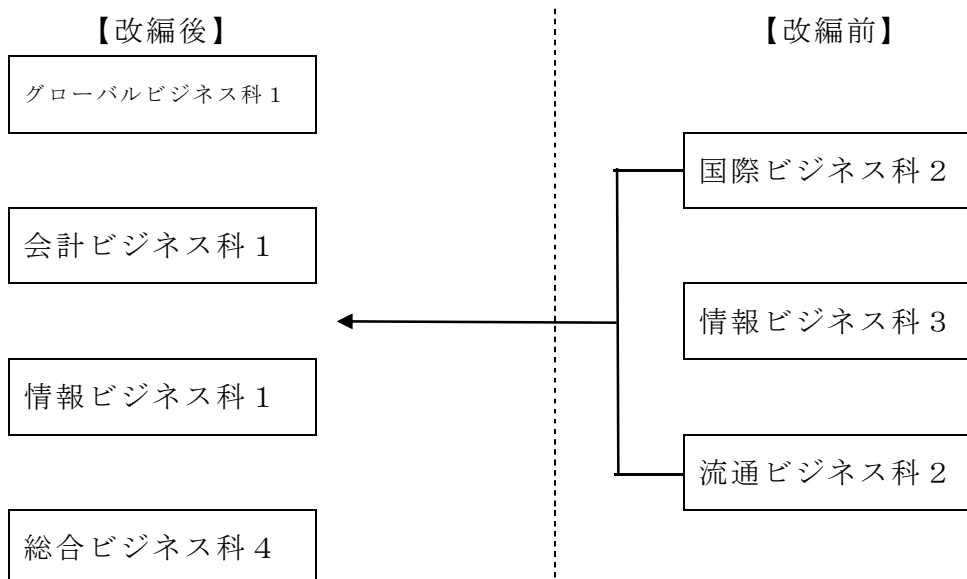 【改編後】
グローバルビジネス科１
会計ビジネス科１
情報ビジネス科１
総合ビジネス科４
【改編前】
国際ビジネス科２
情報ビジネス科３
流通ビジネス科２